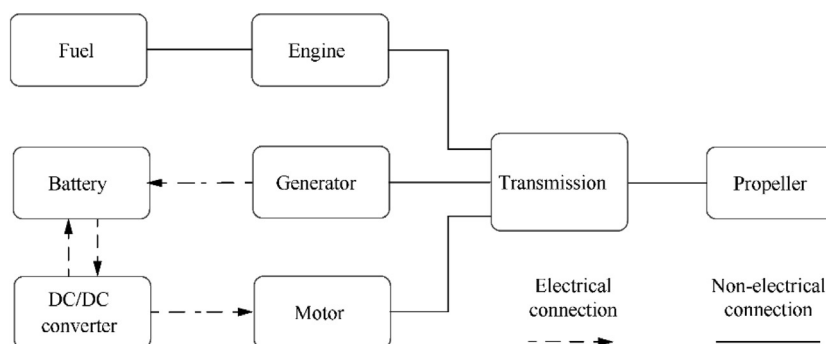 Fuel
Engine
Battery
Generator
Transmission
Propeller
DC/DC
converter
Motor
Electrical
connection
Non-electrical
connection